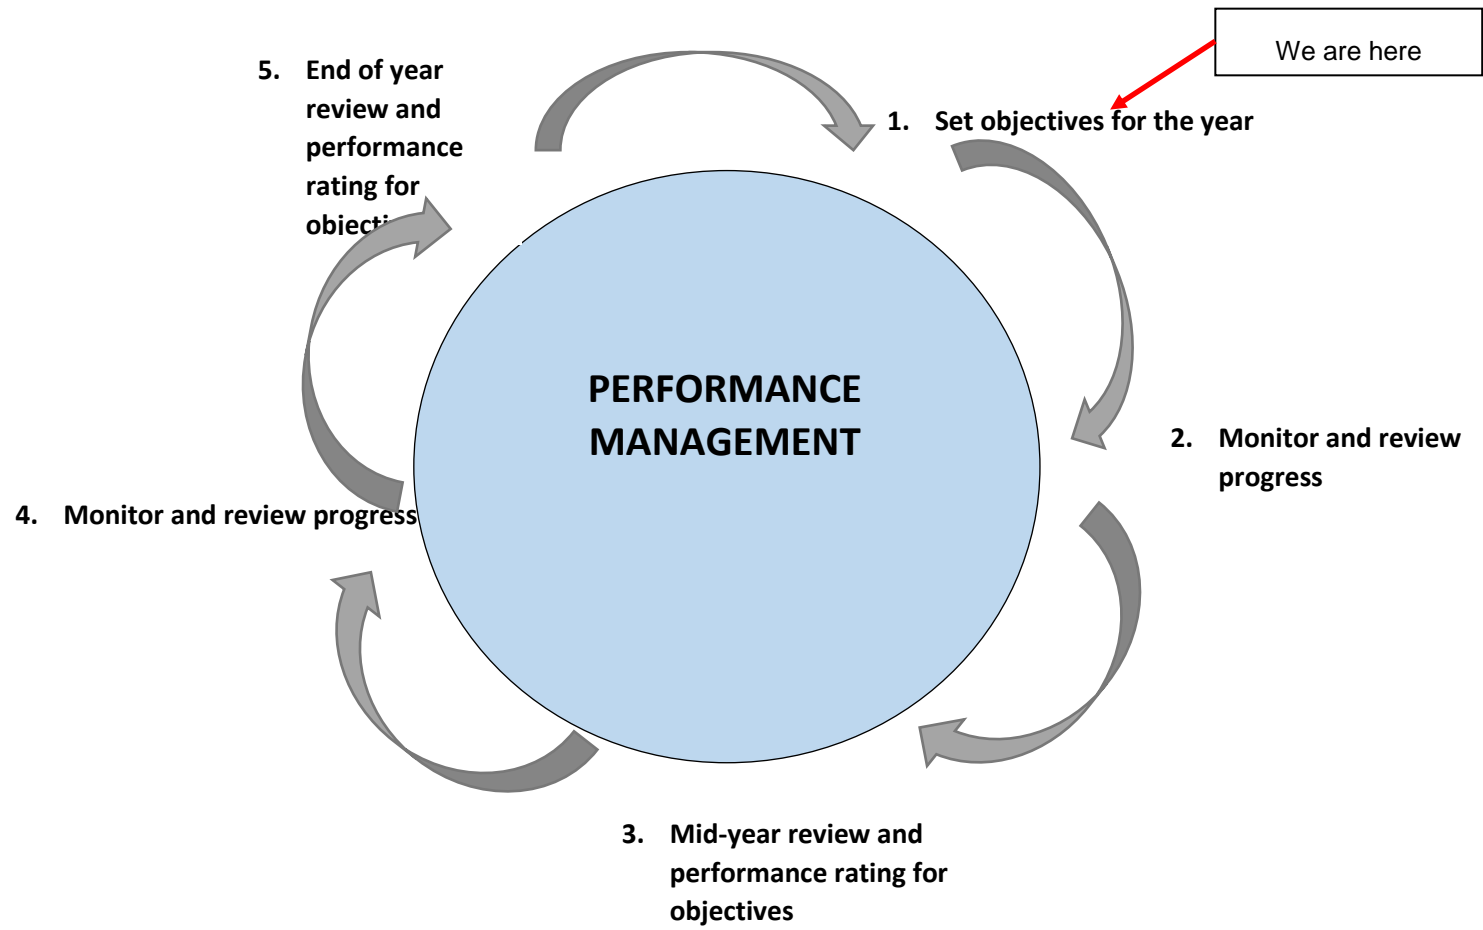 We are here
1. Set objectives for the year
2. Monitor and review
progress
3. Mid-year review and
performance rating for
objectives
4. Monitor and review progress
5. End of year
review and
performance
rating for
PERFORMANCE
MANAGEMENT